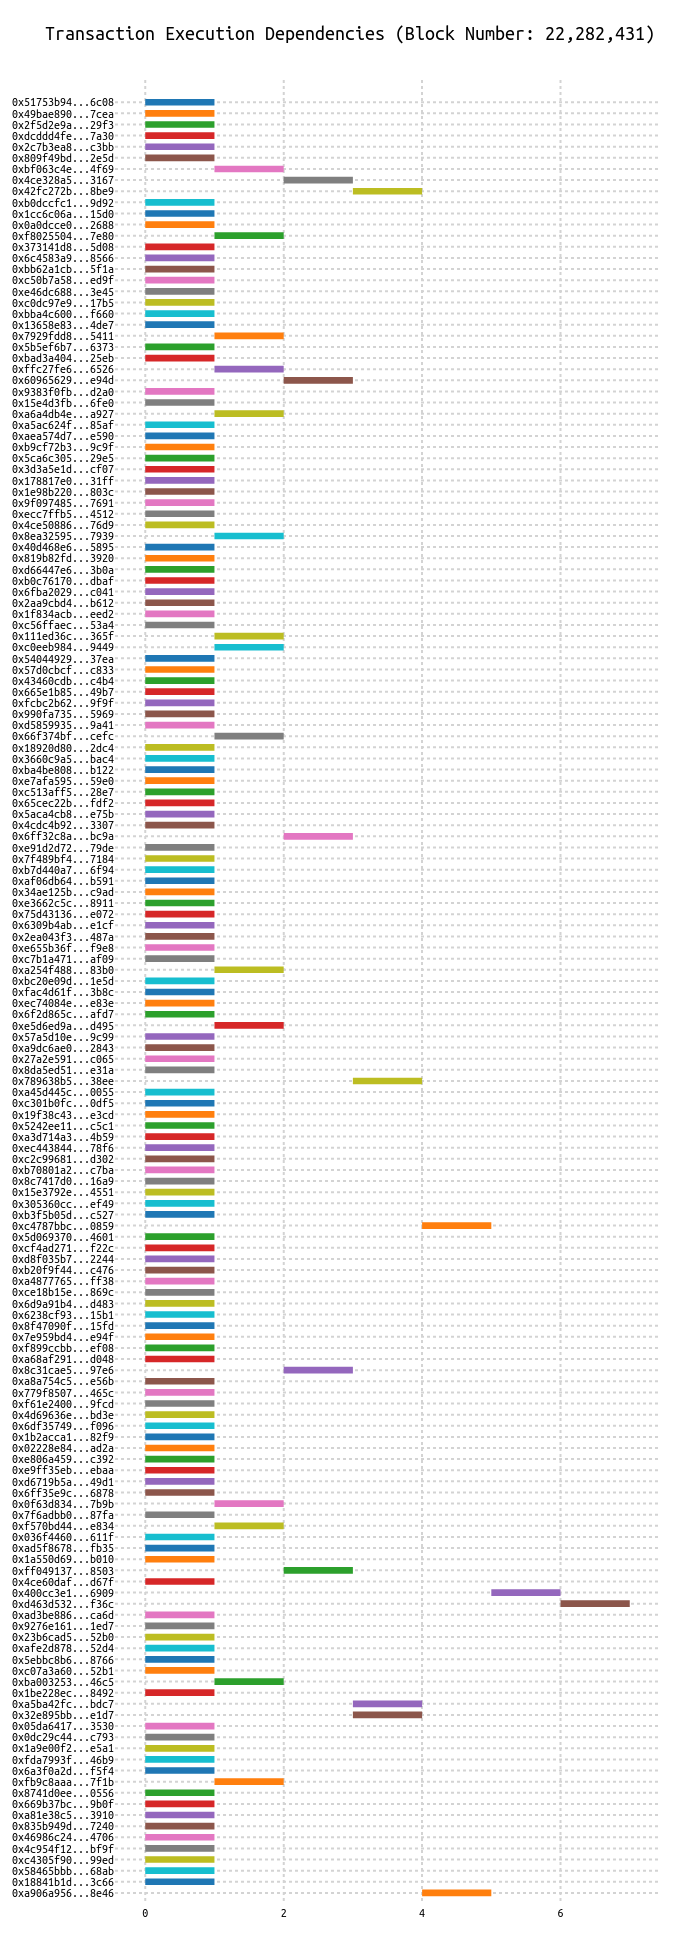 Transaction Execution Dependencies (Block Number: 22,282,431)
0x51753b94...6c08
0x49bae890...7cea
0x2f5d2e9a...29f3
0xdcddd4fe...7a30
0x2c7b3ea8...c3bb
0x809f49bd...2e5d
0xbf063c4e...4f69
0x4ce328a5...3167
0x42fc272b...8be9
0xb0dccfc1...9d92
0x1cc6c06a...15d0
0x0a0dcce0...2688
0xf8025504...7e80
0x373141d8...5d08
0x6c4583a9...8566
0xbb62a1cb...5f1a
0xc50b7a58...ed9f
0xe46dc688...3e45
0xc0dc97e9...17b5
0xbba4c600...f660
0x13658e83...4de7
0x7929fdd8...5411
0x5b5ef6b7...6373
0xbad3a404...25eb
0xffc27fe6...6526
0x60965629...e94d
0x9383f0fb...d2a0
0x15e4d3fb...6fe0
0xa6a4db4e...a927
0xa5ac624f...85af
0xaea574d7...e590
0xb9cf72b3...9c9f
0x5ca6c305...29e5
0x3d3a5e1d...cf07
0x178817e0...31ff
0x1e98b220...803c
0x9f097485...7691
0xecc7ffb5...4512
0x4ce50886...76d9
0x8ea32595...7939
0x40d468e6...5895
0x819b82fd...3920
0xd66447e6...3b0a
0xb0c76170...dbaf
0x6fba2029...c041
0x2aa9cbd4...b612
0x1f834acb...eed2
0xc56ffaec...53a4
0x111ed36c...365f
0xc0eeb984...9449
0x54044929...37ea
0x57d0cbcf...c833
0x43460cdb...c4b4
0x665e1b85...49b7
0xfcbc2b62...9f9f
0x990fa735...5969
0xd5859935...9a41
0x66f374bf...cefc
0x18920d80...2dc4
0x3660c9a5...bac4
0xba4be808...b122
0xe7afa595...59e0
0xc513aff5...28e7
0x65cec22b...fdf2
0x5aca4cb8...e75b
0x4cdc4b92...3307
0x6ff32c8a...bc9a
0xe91d2d72...79de
0x7f489bf4...7184
0xb7d440a7...6f94
0xaf06db64...b591
0x34ae125b...c9ad
0xe3662c5c...8911
0x75d43136...e072
0x6309b4ab...e1cf
0x2ea043f3...487a
0xe655b36f...f9e8
0xc7b1a471...af09
0xa254f488...83b0
0xbc20e09d...1e5d
0xfac4d61f...3b8c
0xec74084e...e83e
0x6f2d865c...afd7
0xe5d6ed9a...d495
0x57a5d10e...9c99
0xa9dc6ae0...2843
0x27a2e591...c065
0x8da5ed51...e31a
0x789638b5...38ee
0xa45d445c...0055
0xc301b0fc...0df5
0x19f38c43...e3cd
0x5242ee11...c5c1
0xa3d714a3...4b59
0xec443844...78f6
0xc2c99681...d302
0xb70801a2...c7ba
0x8c7417d0...16a9
0x15e3792e...4551
0x305360cc...ef49
0xb3f5b05d...c527
0xc4787bbc...0859
0x5d069370...4601
0xcf4ad271...f22c
0xd8f035b7...2244
0xb20f9f44...c476
0xa4877765...ff38
0xce18b15e...869c
0x6d9a91b4...d483
0x6238cf93...15b1
0x8f47090f...15fd
0x7e959bd4...e94f
0xf899ccbb...ef08
0xa68af291...d048
0x8c31cae5...97e6
0xa8a754c5...e56b
0x779f8507...465c
0xf61e2400...9fcd
0x4d69636e...bd3e
0x6df35749...f096
0x1b2acca1...82f9
0x02228e84...ad2a
0xe806a459...c392
0xe9ff35eb...ebaa
0xd6719b5a...49d1
0x6ff35e9c...6878
0x0f63d834...7b9b
0x7f6adbb0...87fa
0xf570bd44...e834
0x036f4460...611f
0xad5f8678...fb35
0x1a550d69...b010
0xff049137...8503
0x4ce60daf...d67f
0x400cc3e1...6909
0xd463d532...f36c
0xad3be886...ca6d
0x9276e161...1ed7
0x23b6cad5...52b0
0xafe2d878...52d4
0x5ebbc8b6...8766
0xc07a3a60...52b1
0xba003253...46c5
0x1be228ec...8492
0xa5ba42fc...bdc7
0x32e895bb...e1d7
0x05da6417...3530
0x0dc29c44...c793
0x1a9e00f2...e5a1
0xfda7993f...46b9
0x6a3f0a2d...f5f4
0xfb9c8aaa...7f1b
0x8741d0ee...0556
0x669b37bc...9b0f
0xa81e38c5...3910
0x835b949d...7240
0x46986c24...4706
0x4c954f12...bf9f
0xc4305f90...99ed
0x58465bbb...68ab
0x18841b1d...3c66
0xa906a956...8e46
0 2 4 6